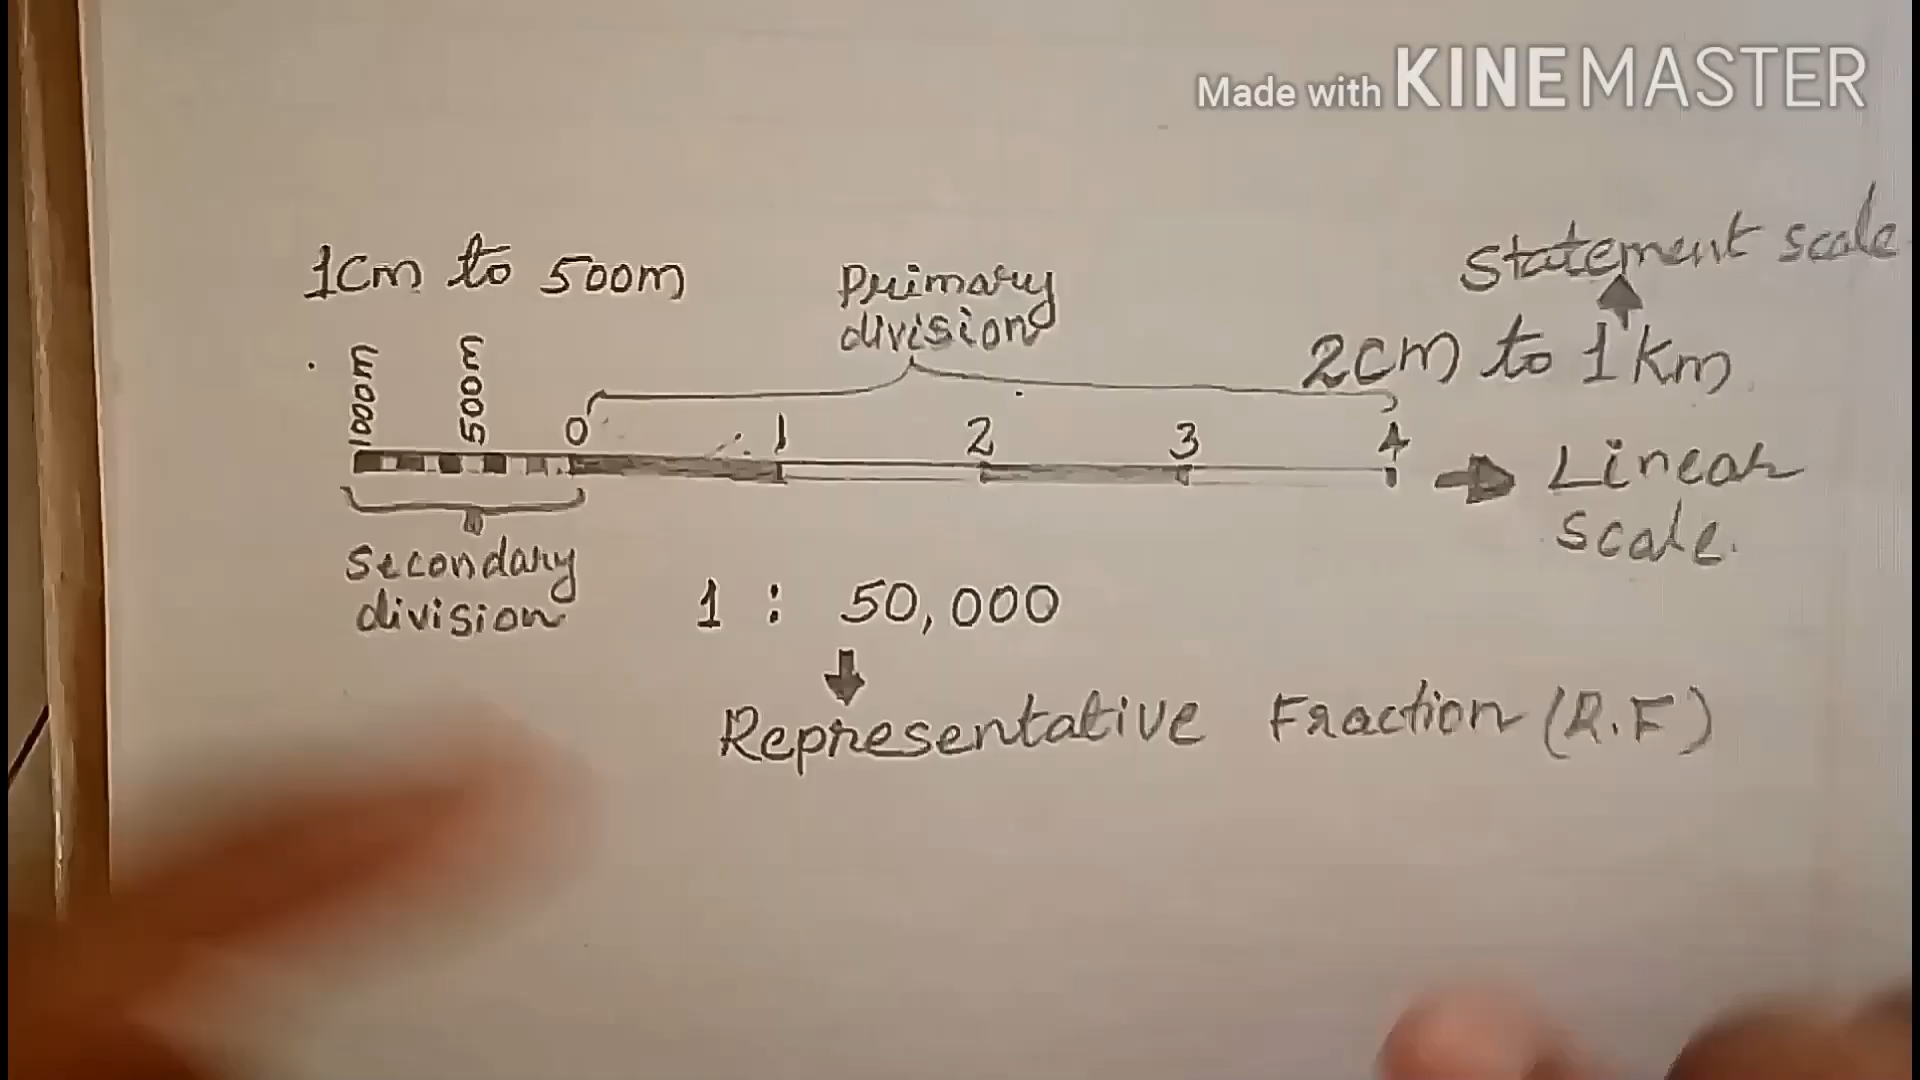 Made with KINEMASTER
Statement scale
1cm to 500m
Primary
division
2cm to 1km
1000m
500m
0
1
2
3
4
Linear
scale.
Secondary
division
1 : 50,000
Representative Fraction (R.F)